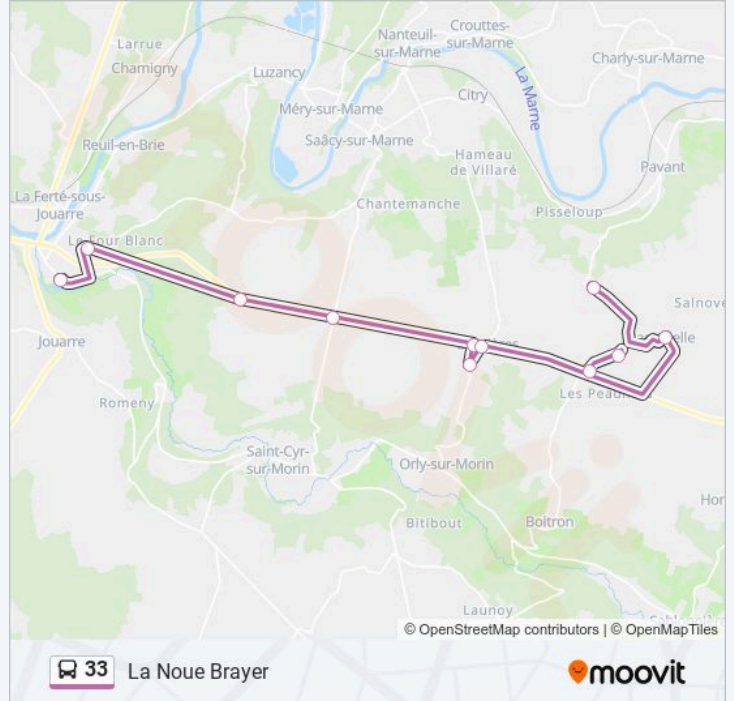 Crouttes-
sur-Marne
Nanteuil-
sur-Marne
Larrue
Charly-sur-Marne
Chamigny
Luzancy
Citry
La Marne
Méry-sur-Marne
Reuil-en-Brie
Saâcy-sur-Marne
Hameau
de Villaré
Pavant
La Ferté-sous-
Jouarre
Chantemanche
Pisseloup
Le Four Blanc
Jouarre
Les Peau
Romeny
Saint-Cyr-
sur-Morin
Orly-sur-Morin
Bitibout
Boitron
Launoy
© OpenStreetMap contributors | © OpenMapTiles
33 La Noue Brayer
moovit